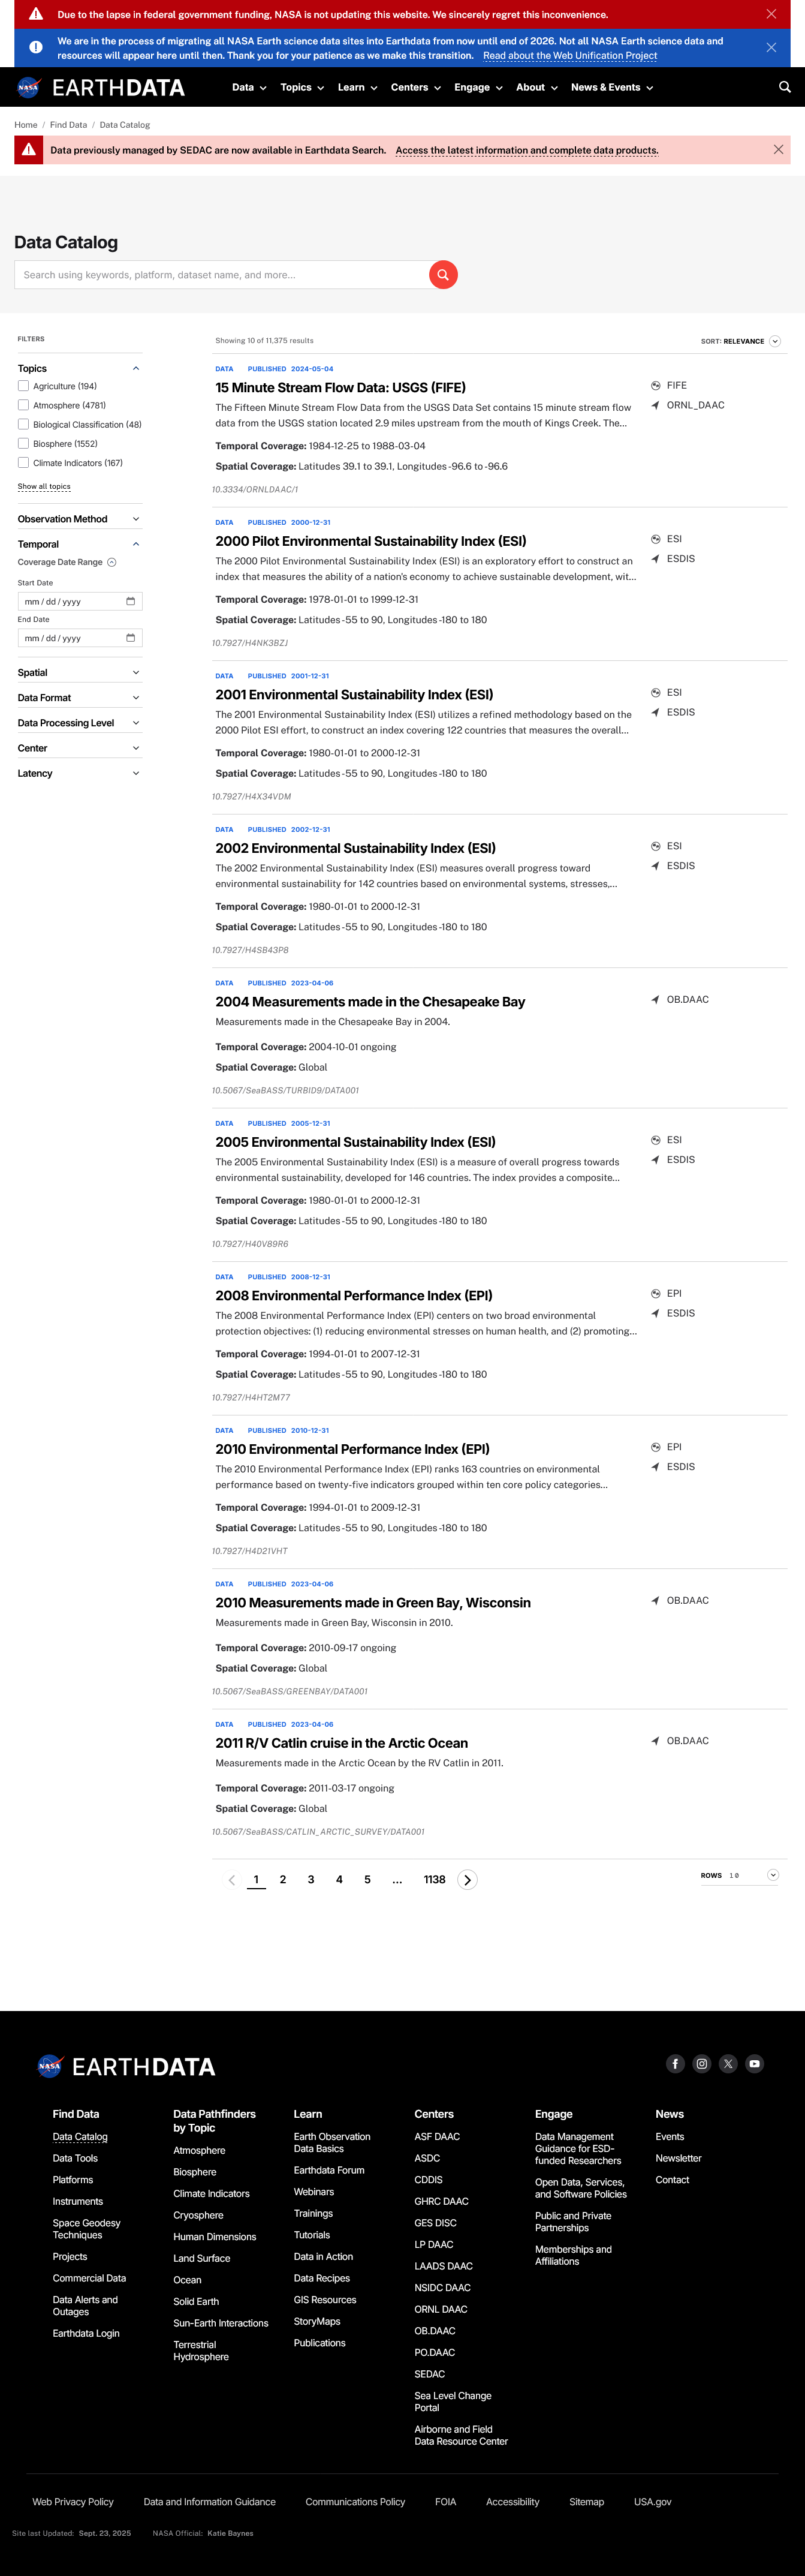 Due to the lapse in federal government funding, NASA is not updating this website. We sincerely regret this inconvenience.
We are in the process of migrating all NASA Earth science data sites into Earthdata from now until end of 2026. Not all NASA Earth science data and
resources will appear here until then. Thank you for your patience as we make this transition. Read about the Web Unification Project
NASA EARTHDATA Data Topics Learn Centers Engage About News & Events
Home / Find Data / Data Catalog
Data previously managed by SEDAC are now available in Earthdata Search. Access the latest information and complete data products.
Data Catalog
Search using keywords, platform, dataset name, and more...
FILTERS
Topics
Agriculture (194)
Atmosphere (4781)
Biological Classification (48)
Biosphere (1552)
Climate Indicators (167)
Show all topics
Observation Method
Temporal
Coverage Date Range
Start Date
mm / dd / yyyy
End Date
mm / dd / yyyy
Spatial
Data Format
Data Processing Level
Center
Latency
Showing 10 of 11,375 results
SORT: RELEVANCE
DATA PUBLISHED 2024-05-04
15 Minute Stream Flow Data: USGS (FIFE)
The Fifteen Minute Stream Flow Data from the USGS Data Set contains 15 minute stream flow
data from the USGS station located 2.9 miles upstream from the mouth of Kings Creek. The...
Temporal Coverage: 1984-12-25 to 1988-03-04
Spatial Coverage: Latitudes 39.1 to 39.1, Longitudes -96.6 to -96.6
10.3334/ORNLDAAC/1
FIFE
ORNL_DAAC
DATA PUBLISHED 2000-12-31
2000 Pilot Environmental Sustainability Index (ESI)
The 2000 Pilot Environmental Sustainability Index (ESI) is an exploratory effort to construct an
index that measures the ability of a nation's economy to achieve sustainable development, wit...
Temporal Coverage: 1978-01-01 to 1999-12-31
Spatial Coverage: Latitudes -55 to 90, Longitudes -180 to 180
10.7927/H4NK3BZJ
ESI
ESDIS
DATA PUBLISHED 2001-12-31
2001 Environmental Sustainability Index (ESI)
The 2001 Environmental Sustainability Index (ESI) utilizes a refined methodology based on the
2000 Pilot ESI effort, to construct an index covering 122 countries that measures the overall...
Temporal Coverage: 1980-01-01 to 2000-12-31
Spatial Coverage: Latitudes -55 to 90, Longitudes -180 to 180
10.7927/H4X34VDM
ESI
ESDIS
DATA PUBLISHED 2002-12-31
2002 Environmental Sustainability Index (ESI)
The 2002 Environmental Sustainability Index (ESI) measures overall progress toward
environmental sustainability for 142 countries based on environmental systems, stresses,...
Temporal Coverage: 1980-01-01 to 2000-12-31
Spatial Coverage: Latitudes -55 to 90, Longitudes -180 to 180
10.7927/H4SB43P8
ESI
ESDIS
DATA PUBLISHED 2023-04-06
2004 Measurements made in the Chesapeake Bay
Measurements made in the Chesapeake Bay in 2004.
Temporal Coverage: 2004-10-01 ongoing
Spatial Coverage: Global
10.5067/SeaBASS/TURBID9/DATA001
OB.DAAC
DATA PUBLISHED 2005-12-31
2005 Environmental Sustainability Index (ESI)
The 2005 Environmental Sustainability Index (ESI) is a measure of overall progress towards
environmental sustainability, developed for 146 countries. The index provides a composite...
Temporal Coverage: 1980-01-01 to 2000-12-31
Spatial Coverage: Latitudes -55 to 90, Longitudes -180 to 180
10.7927/H40V89R6
ESI
ESDIS
DATA PUBLISHED 2008-12-31
2008 Environmental Performance Index (EPI)
The 2008 Environmental Performance Index (EPI) centers on two broad environmental
protection objectives: (1) reducing environmental stresses on human health, and (2) promoting...
Temporal Coverage: 1994-01-01 to 2007-12-31
Spatial Coverage: Latitudes -55 to 90, Longitudes -180 to 180
10.7927/H4HT2M77
EPI
ESDIS
DATA PUBLISHED 2010-12-31
2010 Environmental Performance Index (EPI)
The 2010 Environmental Performance Index (EPI) ranks 163 countries on environmental
performance based on twenty-five indicators grouped within ten core policy categories...
Temporal Coverage: 1994-01-01 to 2009-12-31
Spatial Coverage: Latitudes -55 to 90, Longitudes -180 to 180
10.7927/H4D21VHT
EPI
ESDIS
DATA PUBLISHED 2023-04-06
2010 Measurements made in Green Bay, Wisconsin
Measurements made in Green Bay, Wisconsin in 2010.
Temporal Coverage: 2010-09-17 ongoing
Spatial Coverage: Global
10.5067/SeaBASS/GREENBAY/DATA001
OB.DAAC
DATA PUBLISHED 2023-04-06
2011 R/V Catlin cruise in the Arctic Ocean
Measurements made in the Arctic Ocean by the RV Catlin in 2011.
Temporal Coverage: 2011-03-17 ongoing
Spatial Coverage: Global
10.5067/SeaBASS/CATLIN_ARCTIC_SURVEY/DATA001
OB.DAAC
1 2 3 4 5 ... 1138
ROWS 10
NASA EARTHDATA
Find Data
Data Catalog
Data Tools
Platforms
Instruments
Space Geodesy
Techniques
Projects
Commercial Data
Data Alerts and
Outages
Earthdata Login
Data Pathfinders
by Topic
Atmosphere
Biosphere
Climate Indicators
Cryosphere
Human Dimensions
Land Surface
Ocean
Solid Earth
Sun-Earth Interactions
Terrestrial
Hydrosphere
Learn
Earth Observation
Data Basics
Earthdata Forum
Webinars
Trainings
Tutorials
Data in Action
Data Recipes
GIS Resources
StoryMaps
Publications
Centers
ASF DAAC
ASDC
CDDIS
GHRC DAAC
GES DISC
LP DAAC
LAADS DAAC
NSIDC DAAC
ORNL DAAC
OB.DAAC
PO.DAAC
SEDAC
Sea Level Change
Portal
Airborne and Field
Data Resource Center
Engage
Data Management
Guidance for ESD-
funded Researchers
Open Data, Services,
and Software Policies
Public and Private
Partnerships
Memberships and
Affiliations
News
Events
Newsletter
Contact
Web Privacy Policy Data and Information Guidance Communications Policy FOIA Accessibility Sitemap USA.gov
Site last Updated: Sept. 23, 2025 NASA Official: Katie Baynes